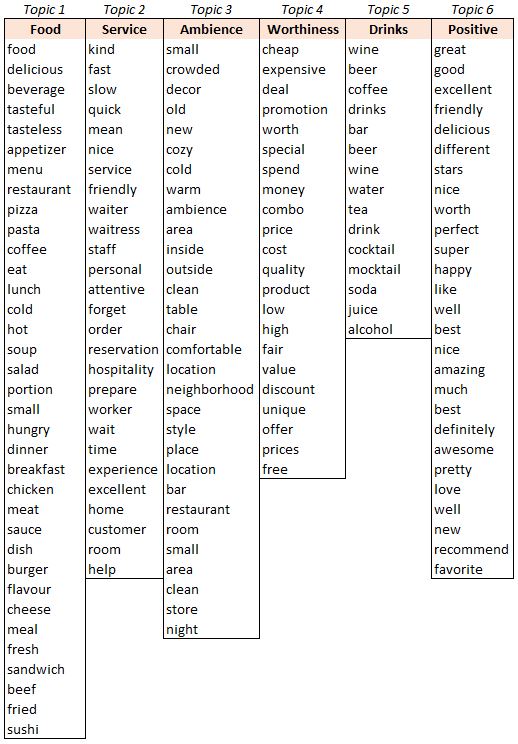 Topic 1 Topic 2 Topic 3 Topic 4 Topic 5 Topic 6
Food Service Ambience Worthiness Drinks Positive
food kind small cheap wine great
delicious fast crowded expensive beer good
beverage slow decor deal coffee excellent
tasteful quick old promotion drinks friendly
tasteless mean new worth bar delicious
appetizer nice cozy special beer different
menu service cold spend wine stars
restaurant friendly warm money water nice
pizza waiter ambience combo tea worth
pasta waitress area price drink perfect
coffee staff inside cost cocktail super
eat personal outside quality mocktail happy
lunch attentive clean product soda like
cold forget table low juice well
hot order chair high alcohol best
soup reservation comfortable fair nice
salad hospitality location value amazing
portion prepare neighborhood discount much
small worker space unique best
hungry wait style offer definitely
dinner time place prices awesome
breakfast experience location free pretty
chicken excellent bar love
meat home restaurant well
sauce customer room new
dish room small recommend
burger help area favorite
flavour clean
cheese store
meal night
fresh
sandwich
beef
fried
sushi